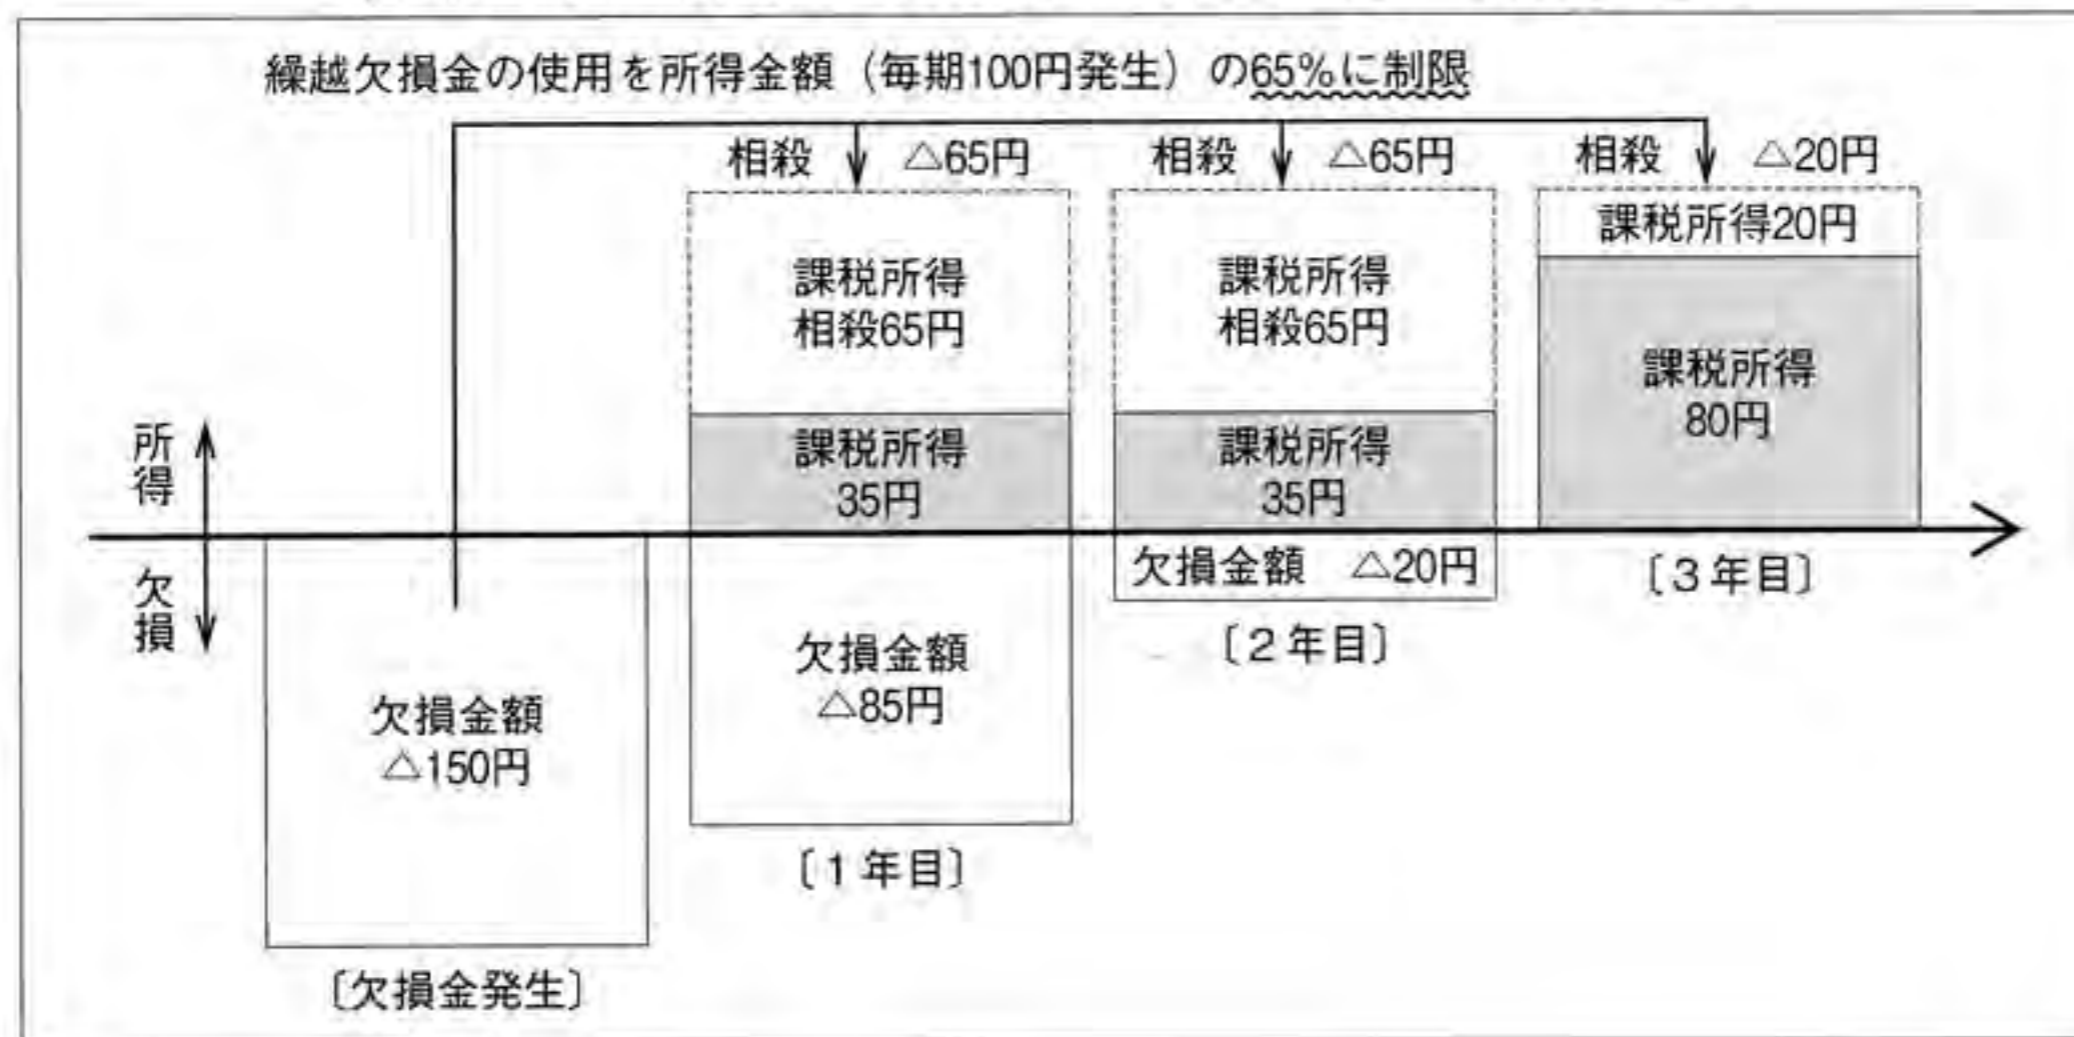 繰越欠損金の使用を所得金額（毎期100円発生）の65%に制限
相殺 △65円
相殺 △65円
相殺 △20円
課税所得
相殺65円
課税所得
相殺65円
課税所得20円
課税所得
35円
課税所得
35円
課税所得
80円
所得
欠損
欠損金額
△150円
欠損金額
△85円
欠損金額 △20円
〔欠損金発生〕
〔1年目〕
〔2年目〕
〔3年目〕